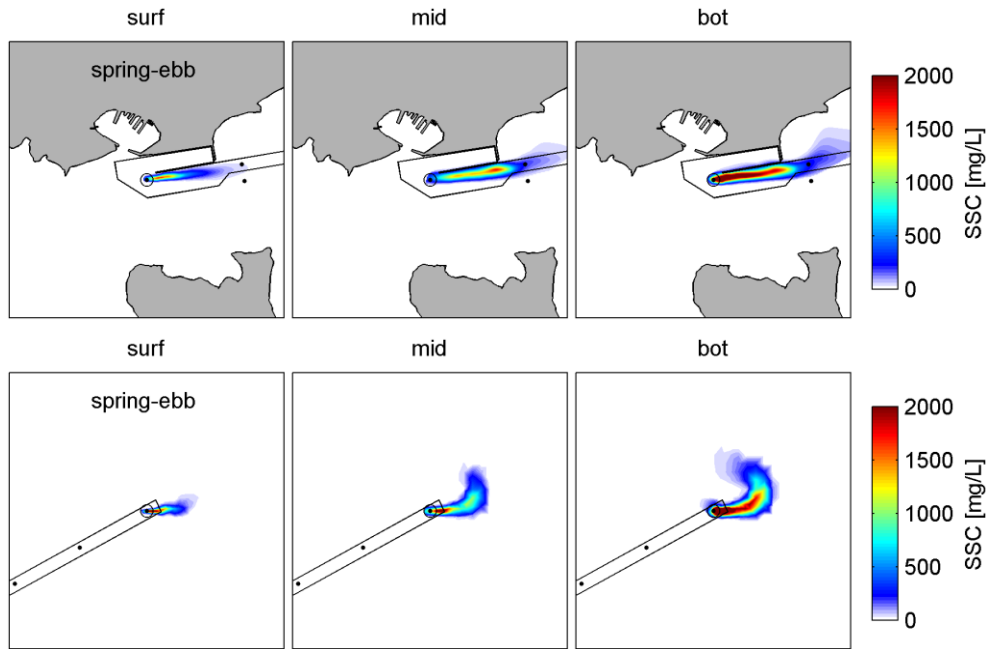 surf mid bot
spring-ebb
2000
1500
1000
500
0
SSC [mg/L]
surf mid bot
spring-ebb
2000
1500
1000
500
0
SSC [mg/L]